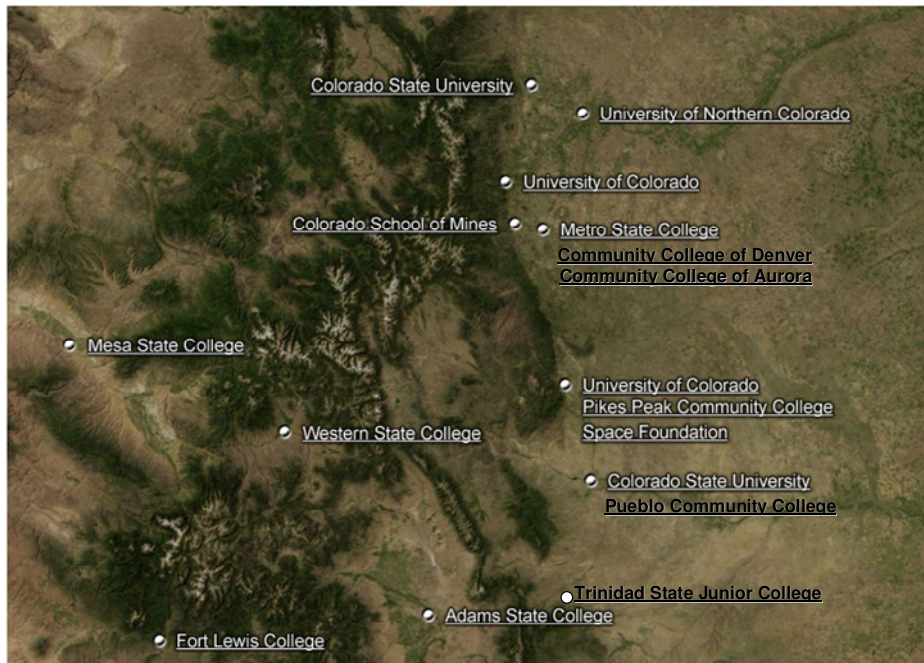 Colorado State University
University of Northern Colorado
University of Colorado
Colorado School of Mines
Metro State College
Community College of Denver
Community College of Aurora
Mesa State College
University of Colorado
Pikes Peak Community College
Western State College
Space Foundation
Colorado State University
Pueblo Community College
Trinidad State Junior College
Adams State College
Fort Lewis College